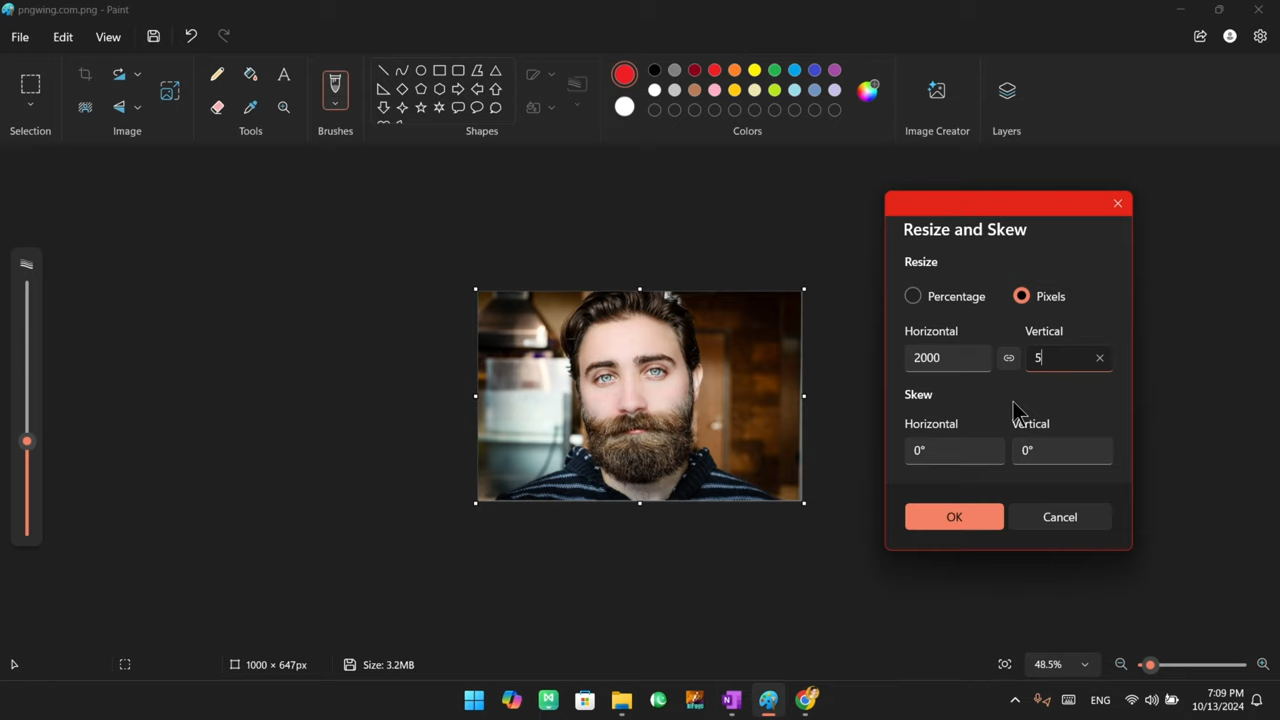 pngwing.com.png - Paint
File Edit View
Selection Image Tools Brushes Shapes Colors Image Creator Layers
Resize and Skew
Resize
Percentage Pixels
Horizontal Vertical
2000 5
Skew
Horizontal Vertical
0° 0°
OK Cancel
1000 × 647px Size: 3.2MB 48.5%
ENG 7:09 PM
10/13/2024